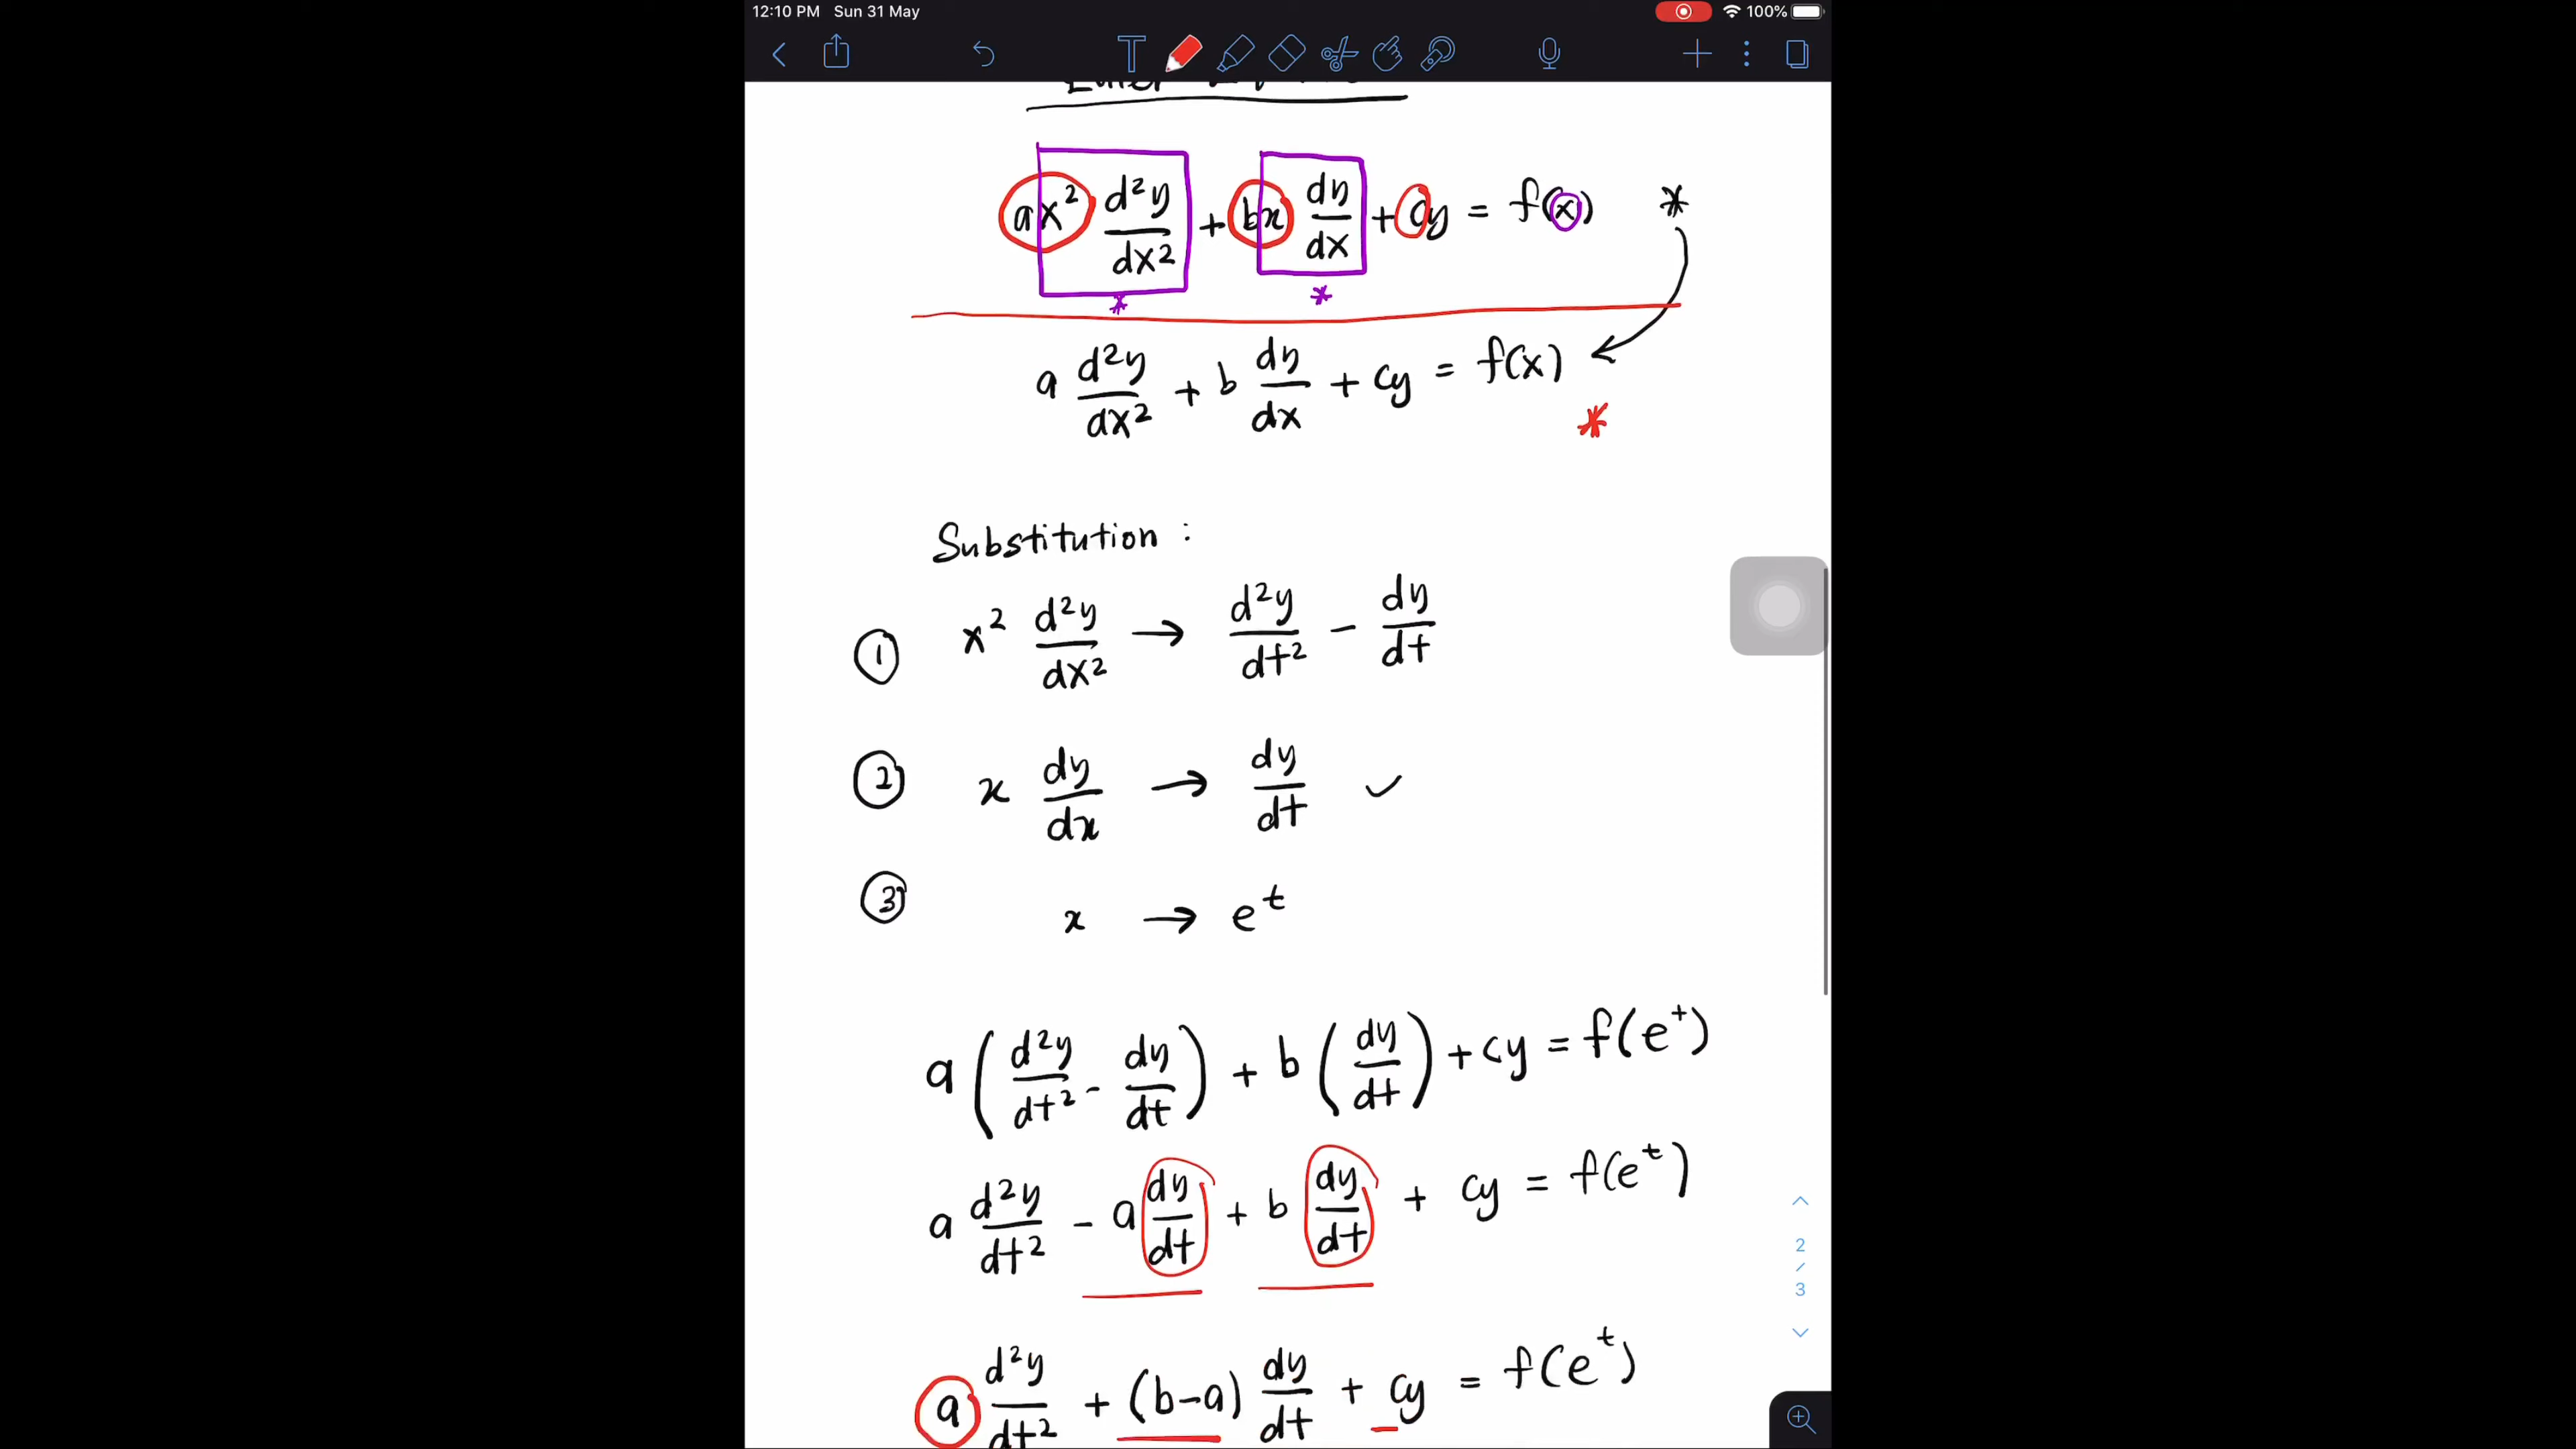 12:10 PM Sun 31 May 100%
ax² d²y/dx² + bx dy/dx + cy = f(x) *
* *
a d²y/dx² + b dy/dx + cy = f(x)
*
Substitution :
① x² d²y/dx² → d²y/dt² - dy/dt
② x dy/dx → dy/dt ✓
③ x → e^t
a ( d²y/dt² - dy/dt ) + b ( dy/dt ) + cy = f(e^t)
a d²y/dt² - a dy/dt + b dy/dt + cy = f(e^t)
a d²y/dt² + (b-a) dy/dt + cy = f(e^t)
2
/
3